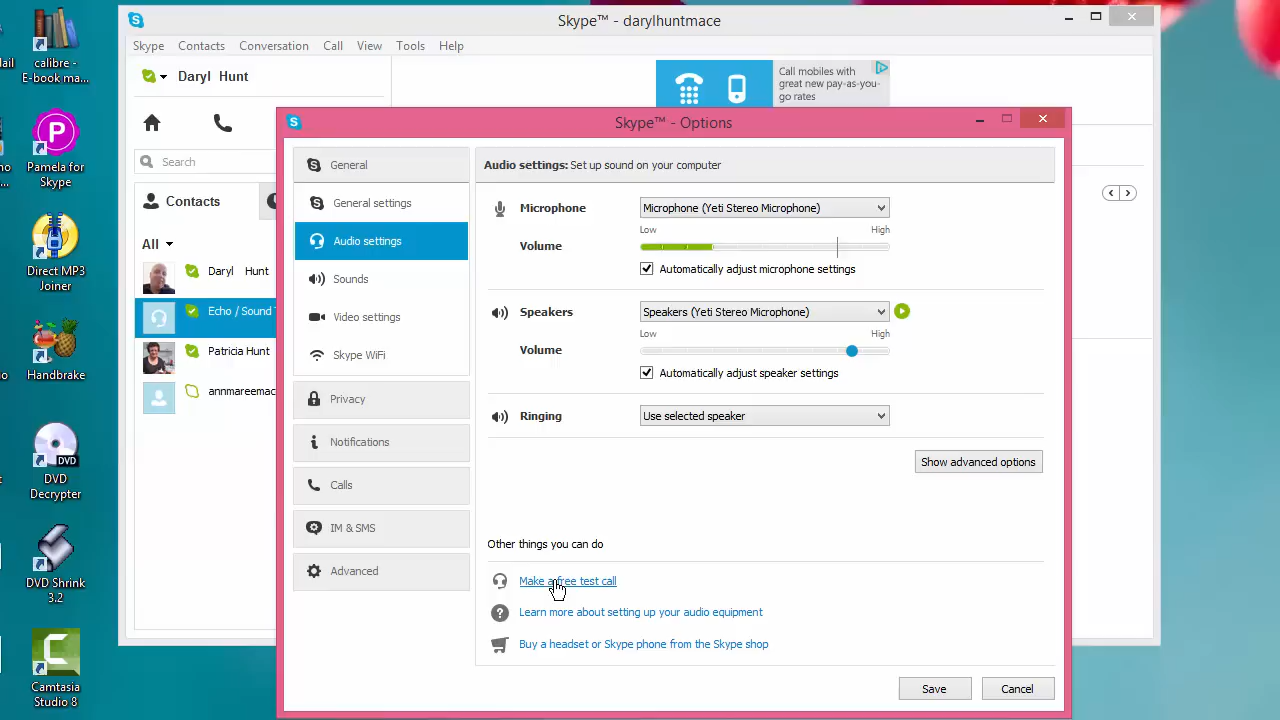 Skype™ - darylhuntmace
Skype Contacts Conversation Call View Tools Help
Daryl Hunt
Call mobiles with
great new pay-as-you-
go rates
Search
Contacts
All
Daryl Hunt
Echo / Sound
Patricia Hunt
annmareemac
calibre -
E-book ma...
Pamela for
Skype
Direct MP3
Joiner
Handbrake
DVD
DVD
Decrypter
DVD Shrink
3.2
Camtasia
Studio 8
Skype™ - Options
General
General settings
Audio settings
Sounds
Video settings
Skype WiFi
Privacy
Notifications
Calls
IM & SMS
Advanced
Audio settings: Set up sound on your computer
Microphone Microphone (Yeti Stereo Microphone)
Low High
Volume
Automatically adjust microphone settings
Speakers Speakers (Yeti Stereo Microphone)
Low High
Volume
Automatically adjust speaker settings
Ringing Use selected speaker
Show advanced options
Other things you can do
Make a free test call
Learn more about setting up your audio equipment
Buy a headset or Skype phone from the Skype shop
Save Cancel